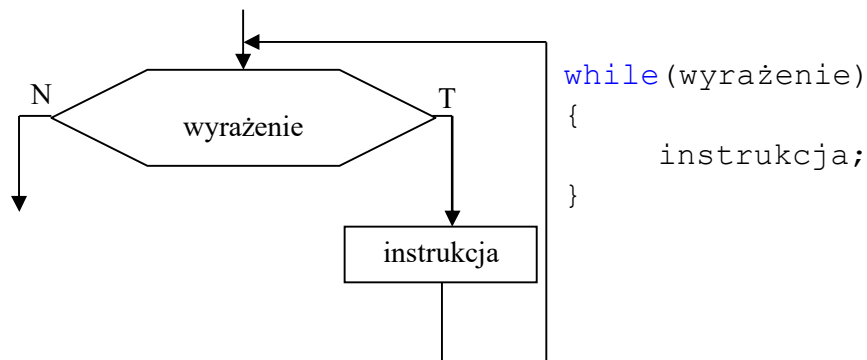 N
T
wyrażenie
instrukcja
while(wyrażenie)
{
instrukcja;
}